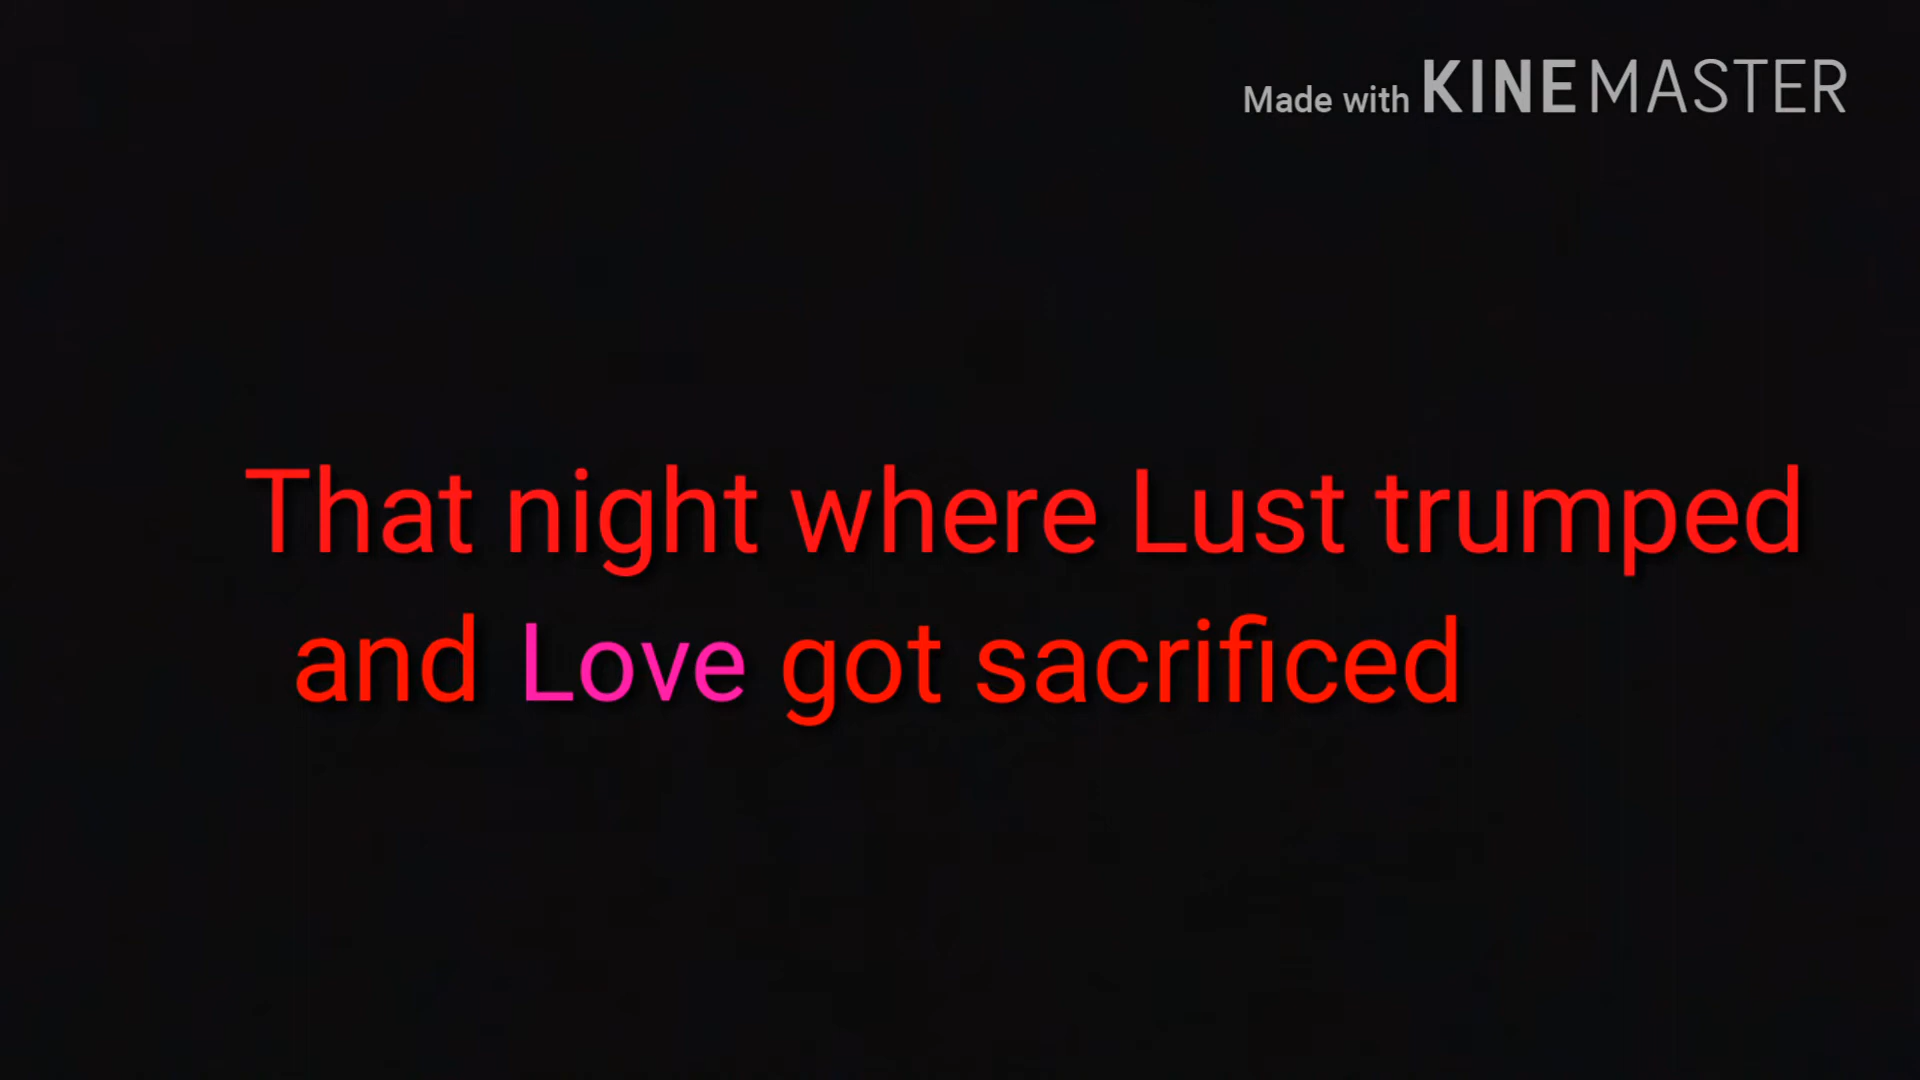 Made with KINEMASTER
That night where Lust trumped
and Love got sacrificed